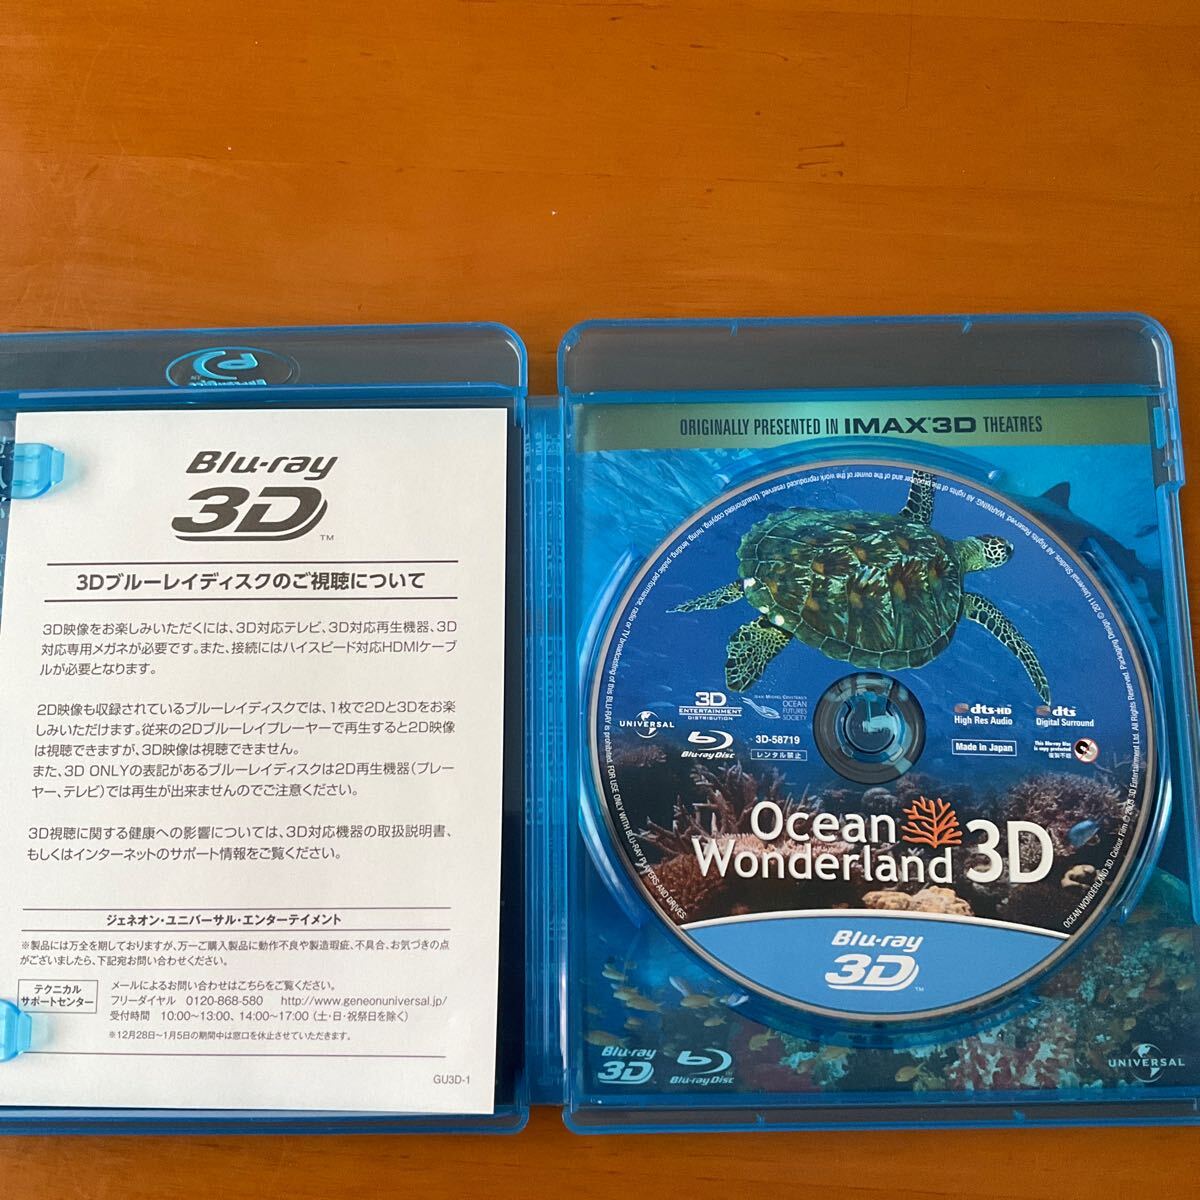 Blu-ray
3D™
3Dブルーレイディスクのご視聴について
3D映像をお楽しみいただくには、3D対応テレビ、3D対応再生機器、3D
対応専用メガネが必要です。また、接続にはハイスピード対応HDMIケーブ
ルが必要となります。
2D映像も収録されているブルーレイディスクでは、1枚で2Dと3Dをお楽
しみいただけます。従来の2Dブルーレイプレーヤーで再生すると2D映像
は視聴できますが、3D映像は視聴できません。
また、3D ONLYの表記があるブルーレイディスクは2D再生機器（プレー
ヤー、テレビ）では再生が出来ませんのでご注意ください。
3D視聴に関する健康への影響については、3D対応機器の取扱説明書、
もしくはインターネットのサポート情報をご覧ください。
ジェネオン・ユニバーサル・エンターテイメント
※製品には万全を期しておりますが、万一ご購入製品に動作不良や製造瑕疵、不具合、お気づきの点
がございましたら、下記宛お問い合わせください。
テクニカル
サポートセンター
メールによるお問い合わせはこちらをご覧ください。
フリーダイヤル 0120-868-580 http://www.geneonuniversal.jp/
受付時間 10:00〜13:00、14:00〜17:00（土・日・祝祭日を除く）
※12月28日〜1月5日の期間中は窓口を休止させていただきます。
GU3D-1
ORIGINALLY PRESENTED IN IMAX 3D THEATRES
UNIVERSAL
3D
ENTERTAINMENT
DISTRIBUTION
JEAN-MICHEL COUSTEAU'S
OCEAN
FUTURES
SOCIETY
Blu-ray Disc
3D-58719
レンタル禁止
dts-HD
High Res Audio
dts
Digital Surround
Made in Japan
This Blu-ray Disc
is copy protected
複製不能
Ocean
Wonderland 3D
Blu-ray
3D™
Blu-ray
3D
Blu-ray Disc
UNIVERSAL